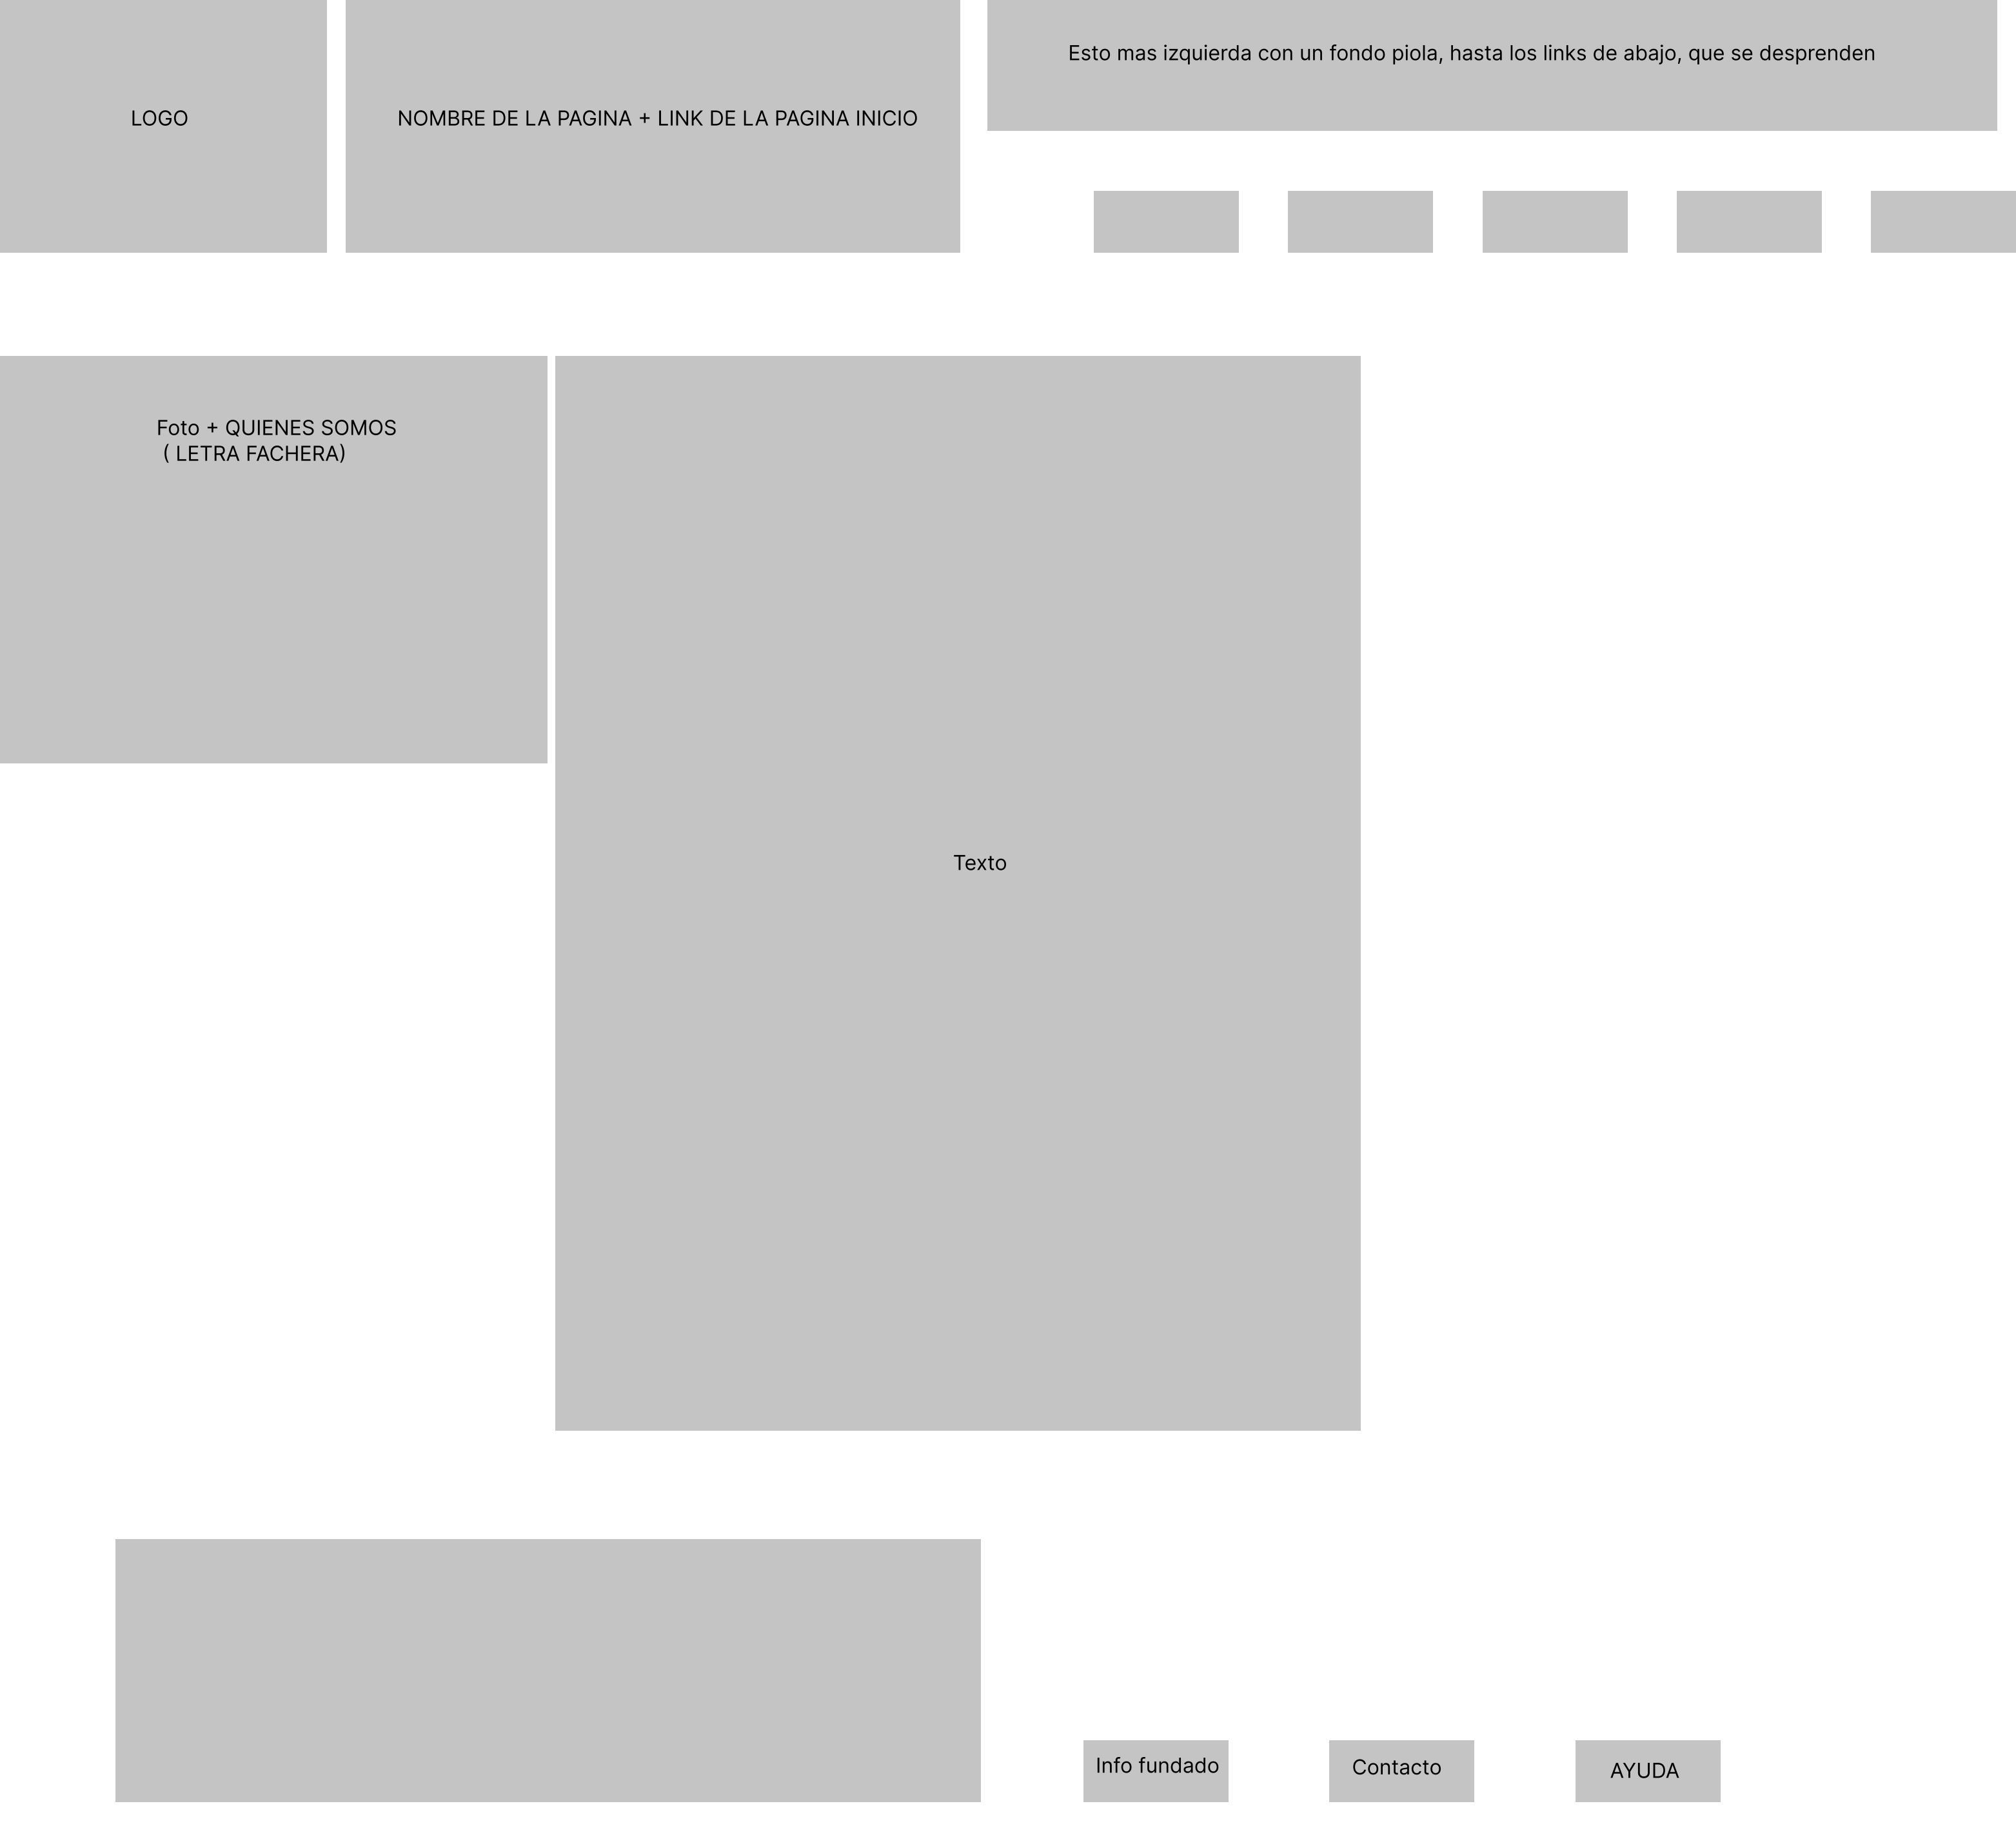 Esto mas izquierda con un fondo piola, hasta los links de abajo, que se desprenden
LOGO
NOMBRE DE LA PAGINA + LINK DE LA PAGINA INICIO
Foto + QUIENES SOMOS
( LETRA FACHERA)
Texto
Info fundado
Contacto
AYUDA